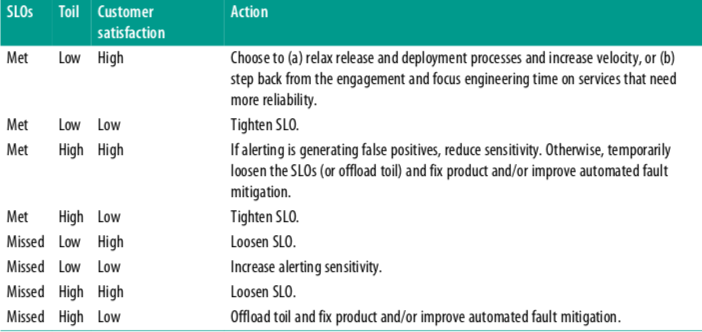 SLOs Toil Customer satisfaction Action
Met Low High Choose to (a) relax release and deployment processes and increase velocity, or (b)
step back from the engagement and focus engineering time on services that need
more reliability.
Met Low Low Tighten SLO.
Met High High If alerting is generating false positives, reduce sensitivity. Otherwise, temporarily
loosen the SLOs (or offload toil) and fix product and/or improve automated fault
mitigation.
Met High Low Tighten SLO.
Missed Low High Loosen SLO.
Missed Low Low Increase alerting sensitivity.
Missed High High Loosen SLO.
Missed High Low Offload toil and fix product and/or improve automated fault mitigation.